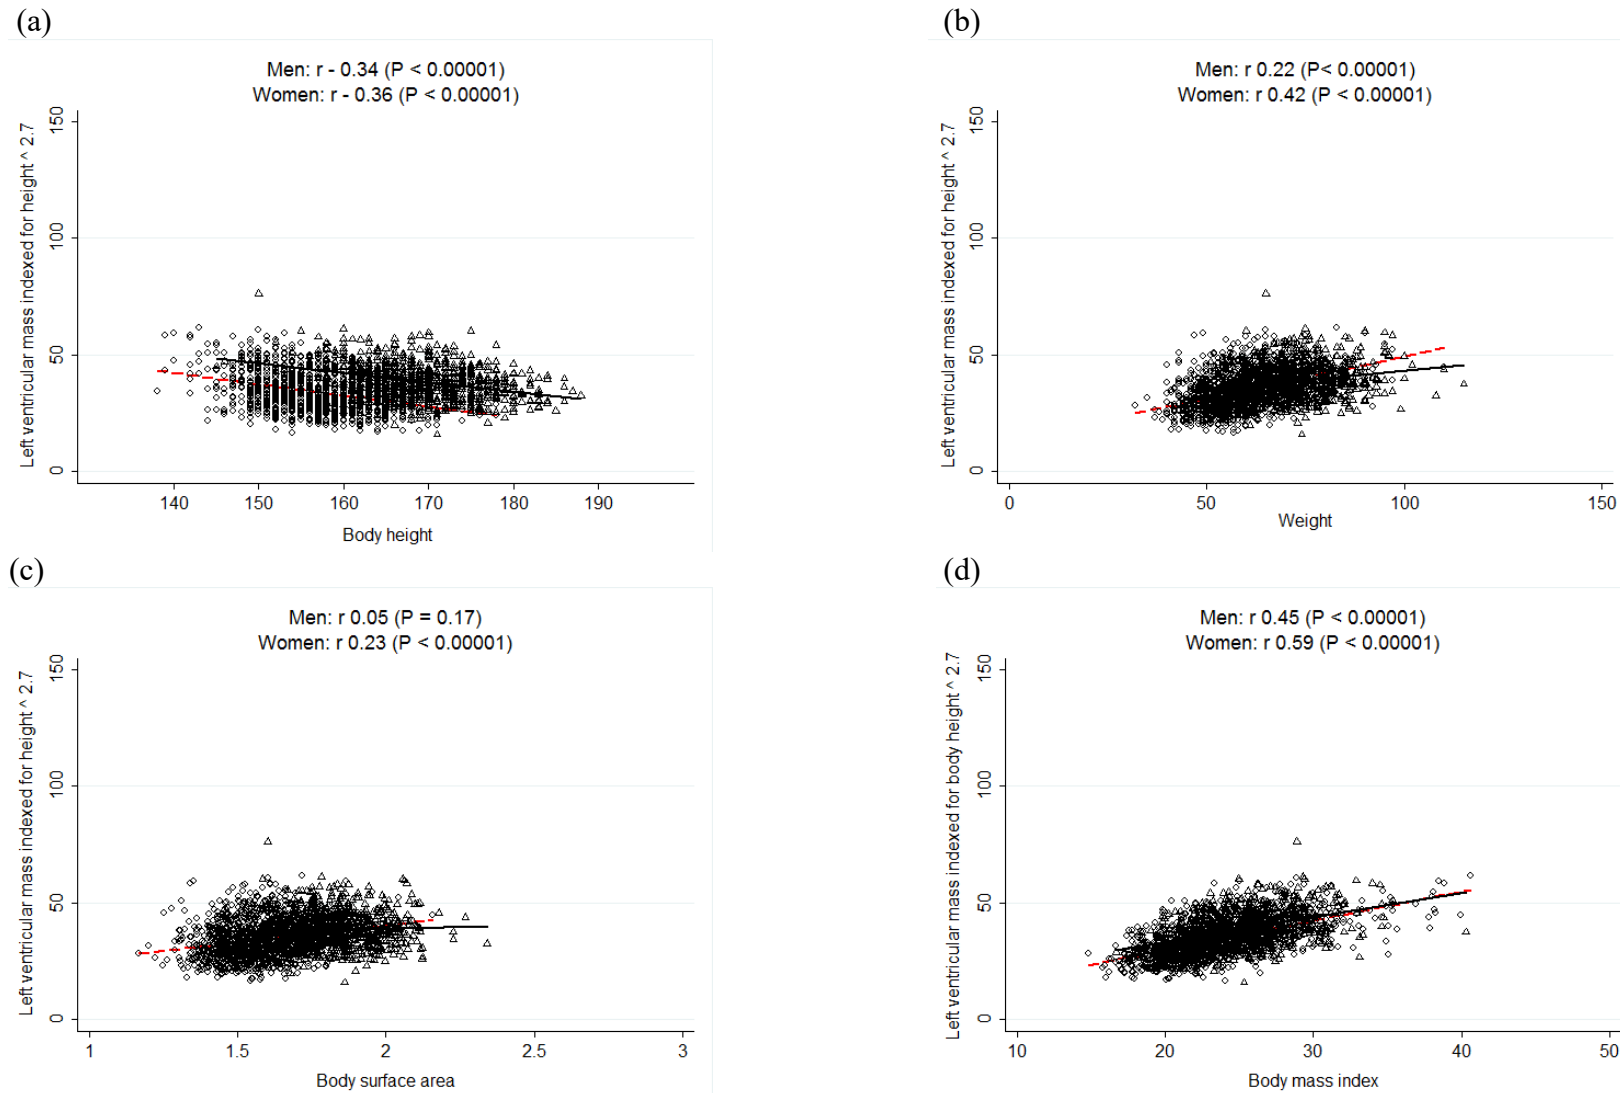 (a)
Men: r - 0.34 (P < 0.00001)
Women: r - 0.36 (P < 0.00001)
Left ventricular mass indexed for height ^ 2.7
150
100
50
0
140 150 160 170 180 190
Body height
(b)
Men: r 0.22 (P< 0.00001)
Women: r 0.42 (P < 0.00001)
Left ventricular mass indexed for height ^ 2.7
150
100
50
0
0 50 100 150
Weight
(c)
Men: r 0.05 (P = 0.17)
Women: r 0.23 (P < 0.00001)
Left ventricular mass indexed for height ^ 2.7
150
100
50
0
1 1.5 2 2.5 3
Body surface area
(d)
Men: r 0.45 (P < 0.00001)
Women: r 0.59 (P < 0.00001)
Left ventricular mass indexed for body height ^ 2.7
150
100
50
0
10 20 30 40 50
Body mass index